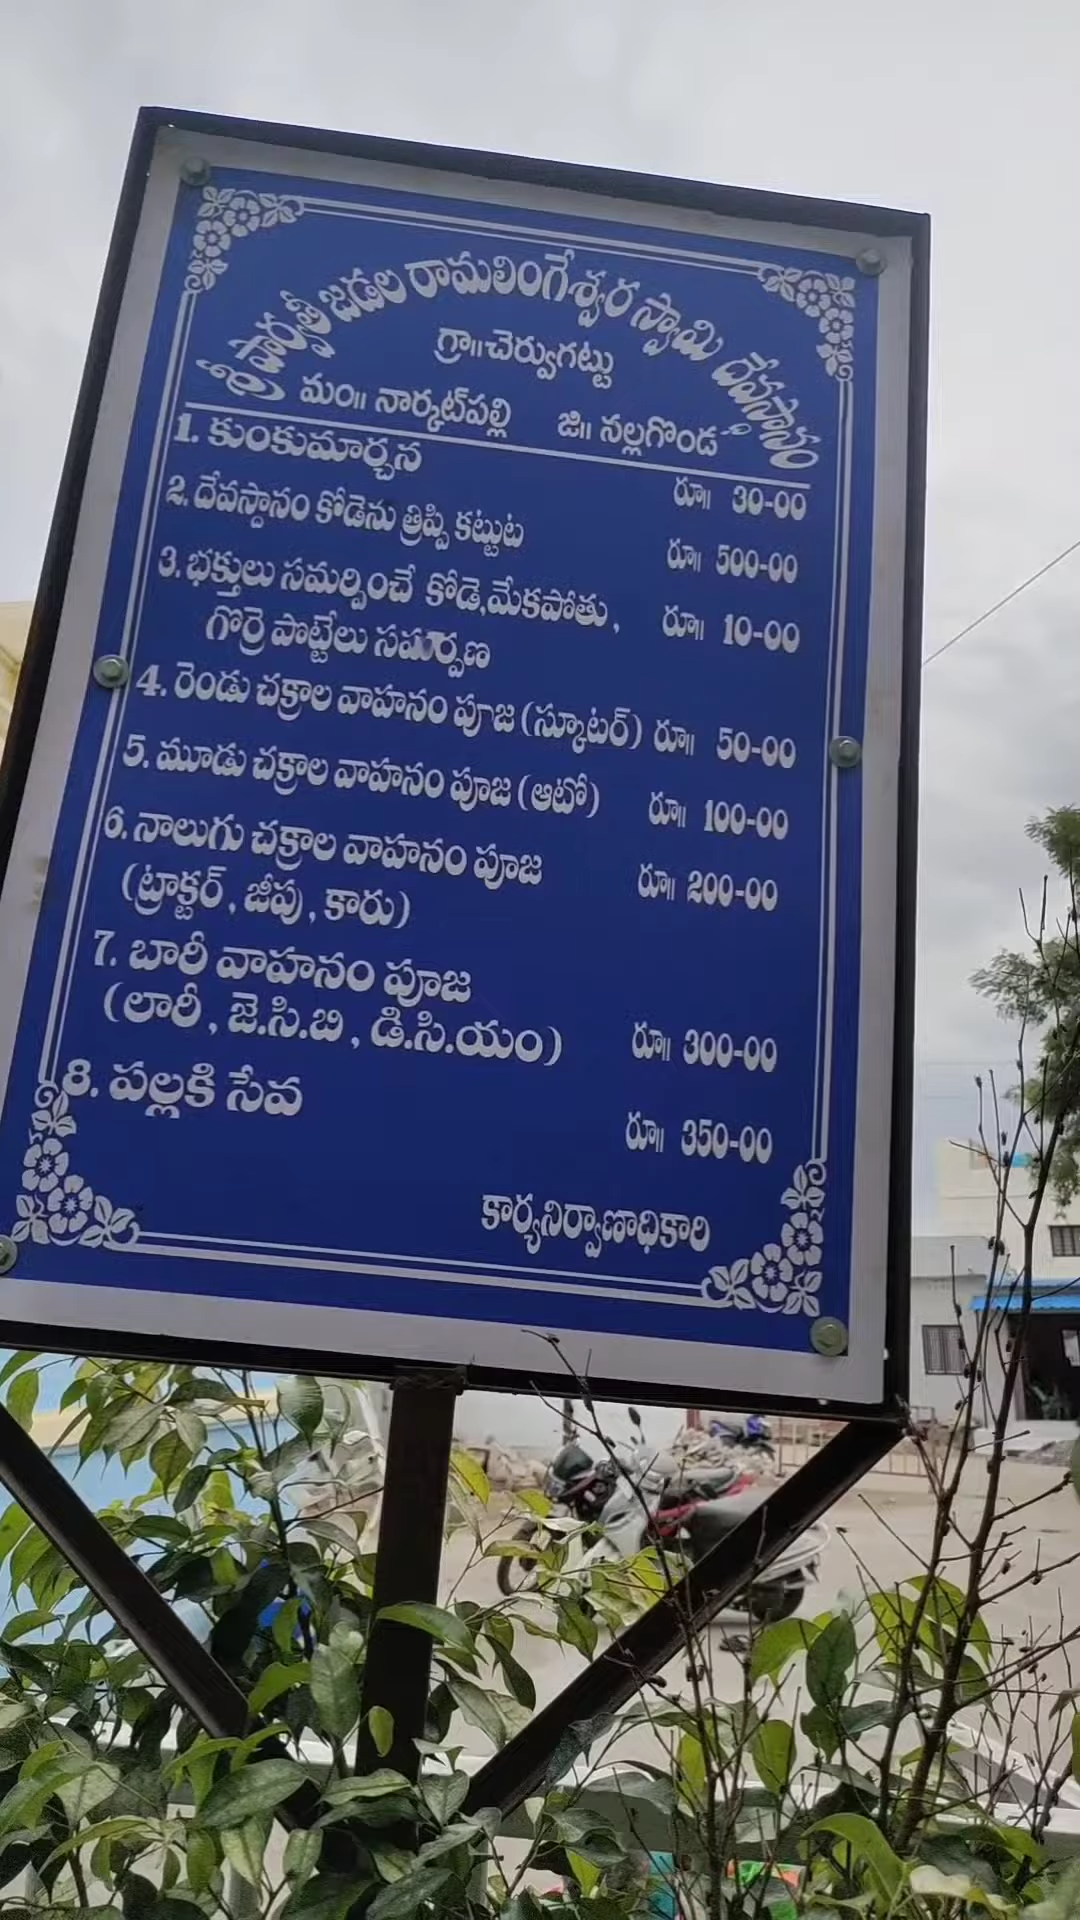 శ్రీ పార్వతీ జడల రామలింగేశ్వర స్వామి దేవస్థానం
గ్రా॥చెర్వుగట్టు
మం॥ నార్కట్‌పల్లి జి॥ నల్లగొండ
1. కుంకుమార్చన రూ॥ 30-00
2. దేవస్థానం కోడెను త్రిప్పి కట్టుట రూ॥ 500-00
3. భక్తులు సమర్పించే కోడె,మేకపోతు, రూ॥ 10-00
గొర్రె పొట్టేలు సమర్పణ
4. రెండు చక్రాల వాహనం పూజ (స్కూటర్) రూ॥ 50-00
5. మూడు చక్రాల వాహనం పూజ (ఆటో) రూ॥ 100-00
6. నాలుగు చక్రాల వాహనం పూజ రూ॥ 200-00
(ట్రాక్టర్, జీపు, కారు)
7. బారీ వాహనం పూజ
(లారీ, జె.సి.బి, డి.సి.యం) రూ॥ 300-00
8. పల్లకి సేవ రూ॥ 350-00
కార్యనిర్వాణాధికారి